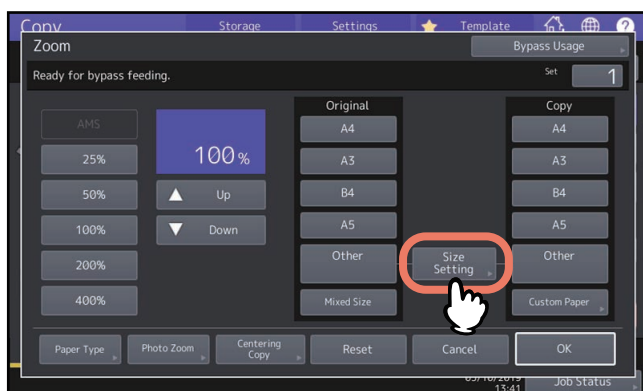 Copy Storage Settings Template
Zoom Bypass Usage
Ready for bypass feeding. Set 1
Original Copy
AMS 100% A4 A4
25% A3 A3
50% Up B4 B4
100% Down A5 A5
200% Other Size Setting Other
400% Mixed Size Custom Paper
Paper Type Photo Zoom Centering Copy Reset Cancel OK
13:41 Job Status